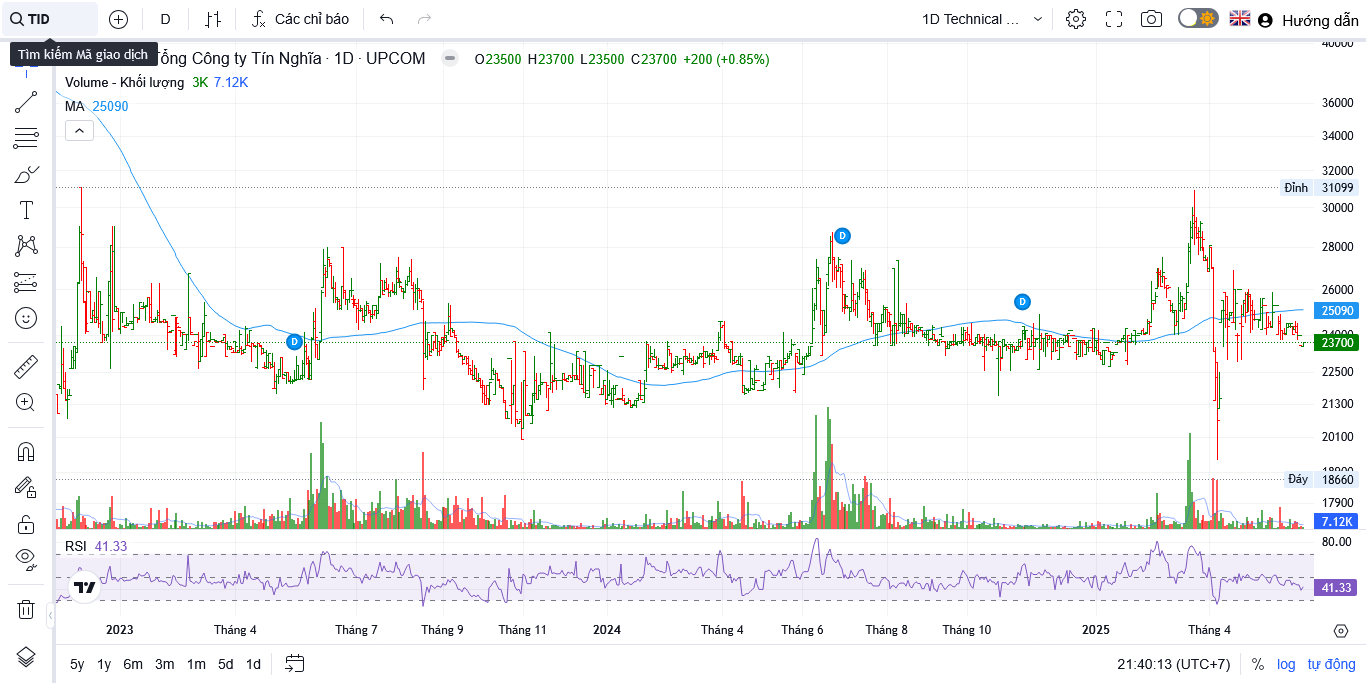 TID
D
Các chỉ báo
1D Technical ...
Hướng dẫn
Tìm kiếm Mã giao dịch
Tổng Công ty Tín Nghĩa · 1D · UPCOM
O23500 H23700 L23500 C23700 +200 (+0.85%)
Volume - Khối lượng 3K 7.12K
MA 25090
40000
36000
34000
32000
Đỉnh 31099
30000
28000
26000
25090
24000
23700
22500
21300
20100
18900
Đáy 18660
17900
7.12K
D
D
D
RSI 41.33
80.00
41.33
2023
Tháng 4
Tháng 7
Tháng 9
Tháng 11
2024
Tháng 4
Tháng 6
Tháng 8
Tháng 10
2025
Tháng 4
5y 1y 6m 3m 1m 5d 1d
21:40:13 (UTC+7)
% log tự động